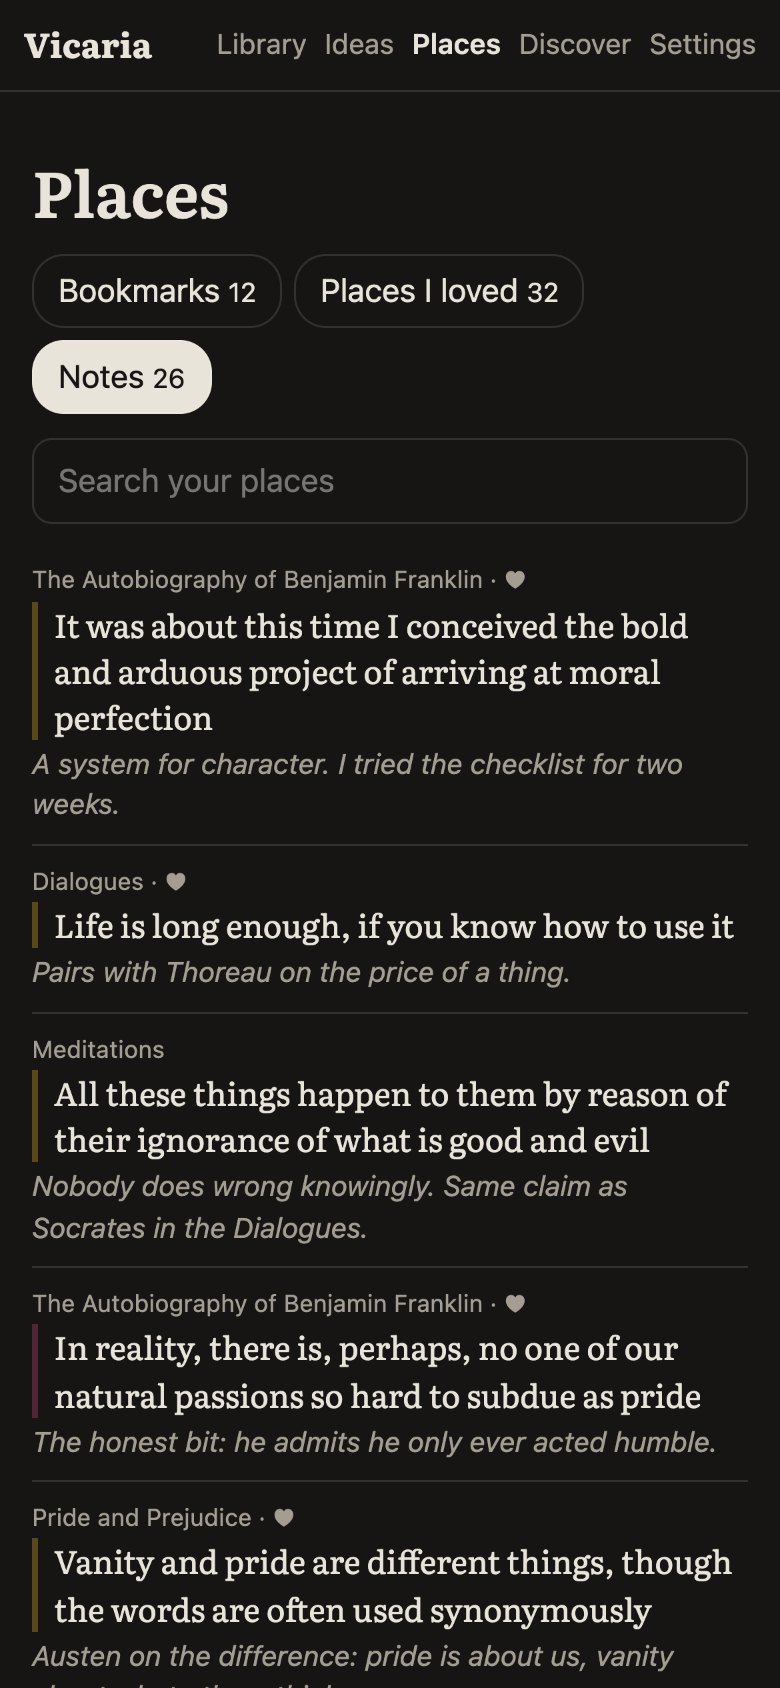 Vicaria Library Ideas Places Discover Settings
Places
Bookmarks 12 Places I loved 32
Notes 26
Search your places
The Autobiography of Benjamin Franklin · ♥
It was about this time I conceived the bold
and arduous project of arriving at moral
perfection
A system for character. I tried the checklist for two
weeks.
Dialogues · ♥
Life is long enough, if you know how to use it
Pairs with Thoreau on the price of a thing.
Meditations
All these things happen to them by reason of
their ignorance of what is good and evil
Nobody does wrong knowingly. Same claim as
Socrates in the Dialogues.
The Autobiography of Benjamin Franklin · ♥
In reality, there is, perhaps, no one of our
natural passions so hard to subdue as pride
The honest bit: he admits he only ever acted humble.
Pride and Prejudice · ♥
Vanity and pride are different things, though
the words are often used synonymously
Austen on the difference: pride is about us, vanity